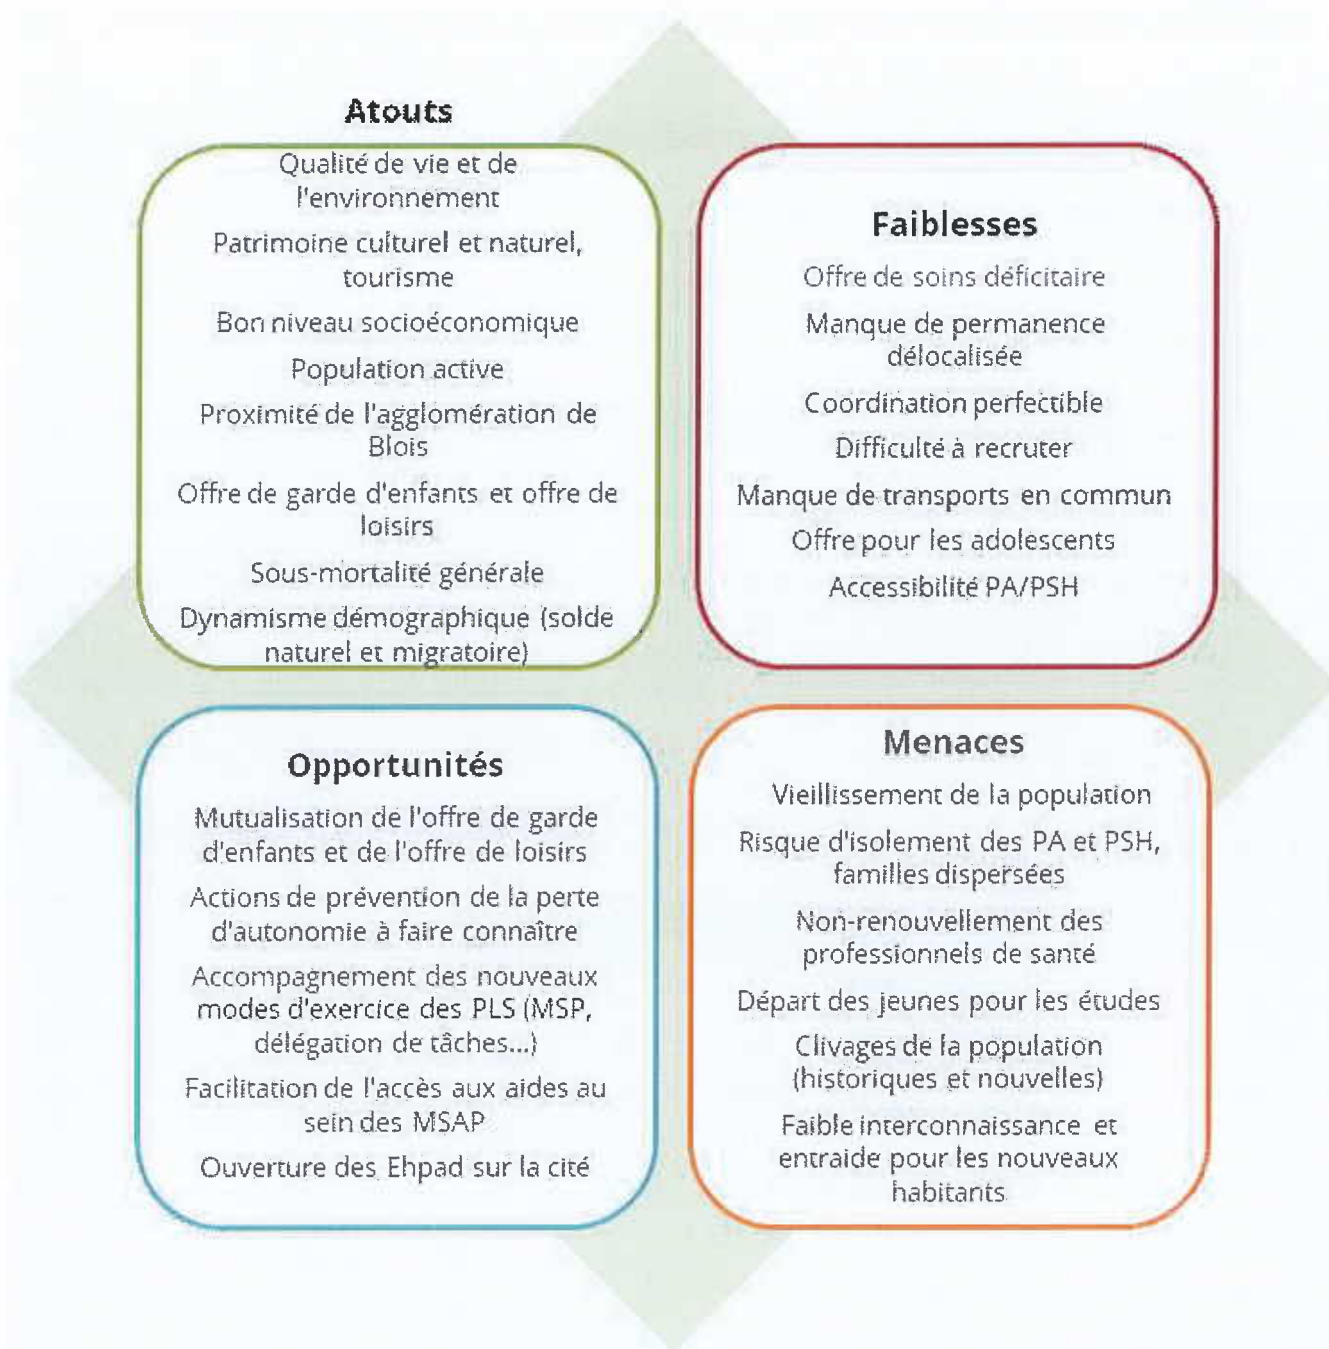 Atouts
Qualité de vie et de
l'environnement
Patrimoine culturel et naturel,
tourisme
Bon niveau socioéconomique
Population active
Proximité de l'agglomération de
Blois
Offre de garde d'enfants et offre de
loisirs
Sous-mortalité générale
Dynamisme démographique (solde
naturel et migratoire)
Faiblesses
Offre de soins déficitaire
Manque de permanence
délocalisée
Coordination perfectible
Difficulté à recruter
Manque de transports en commun
Offre pour les adolescents
Accessibilité PA/PSH
Opportunités
Mutualisation de l'offre de garde
d'enfants et de l'offre de loisirs
Actions de prévention de la perte
d'autonomie à faire connaître
Accompagnement des nouveaux
modes d'exercice des PLS (MSP,
délégation de tâches...)
Facilitation de l'accès aux aides au
sein des MSAP
Ouverture des Ehpad sur la cité
Menaces
Vieillissement de la population
Risque d'isolement des PA et PSH,
familles dispersées
Non-renouvellement des
professionnels de santé
Départ des jeunes pour les études
Clivages de la population
(historiques et nouvelles)
Faible interconnaissance et
entraide pour les nouveaux
habitants